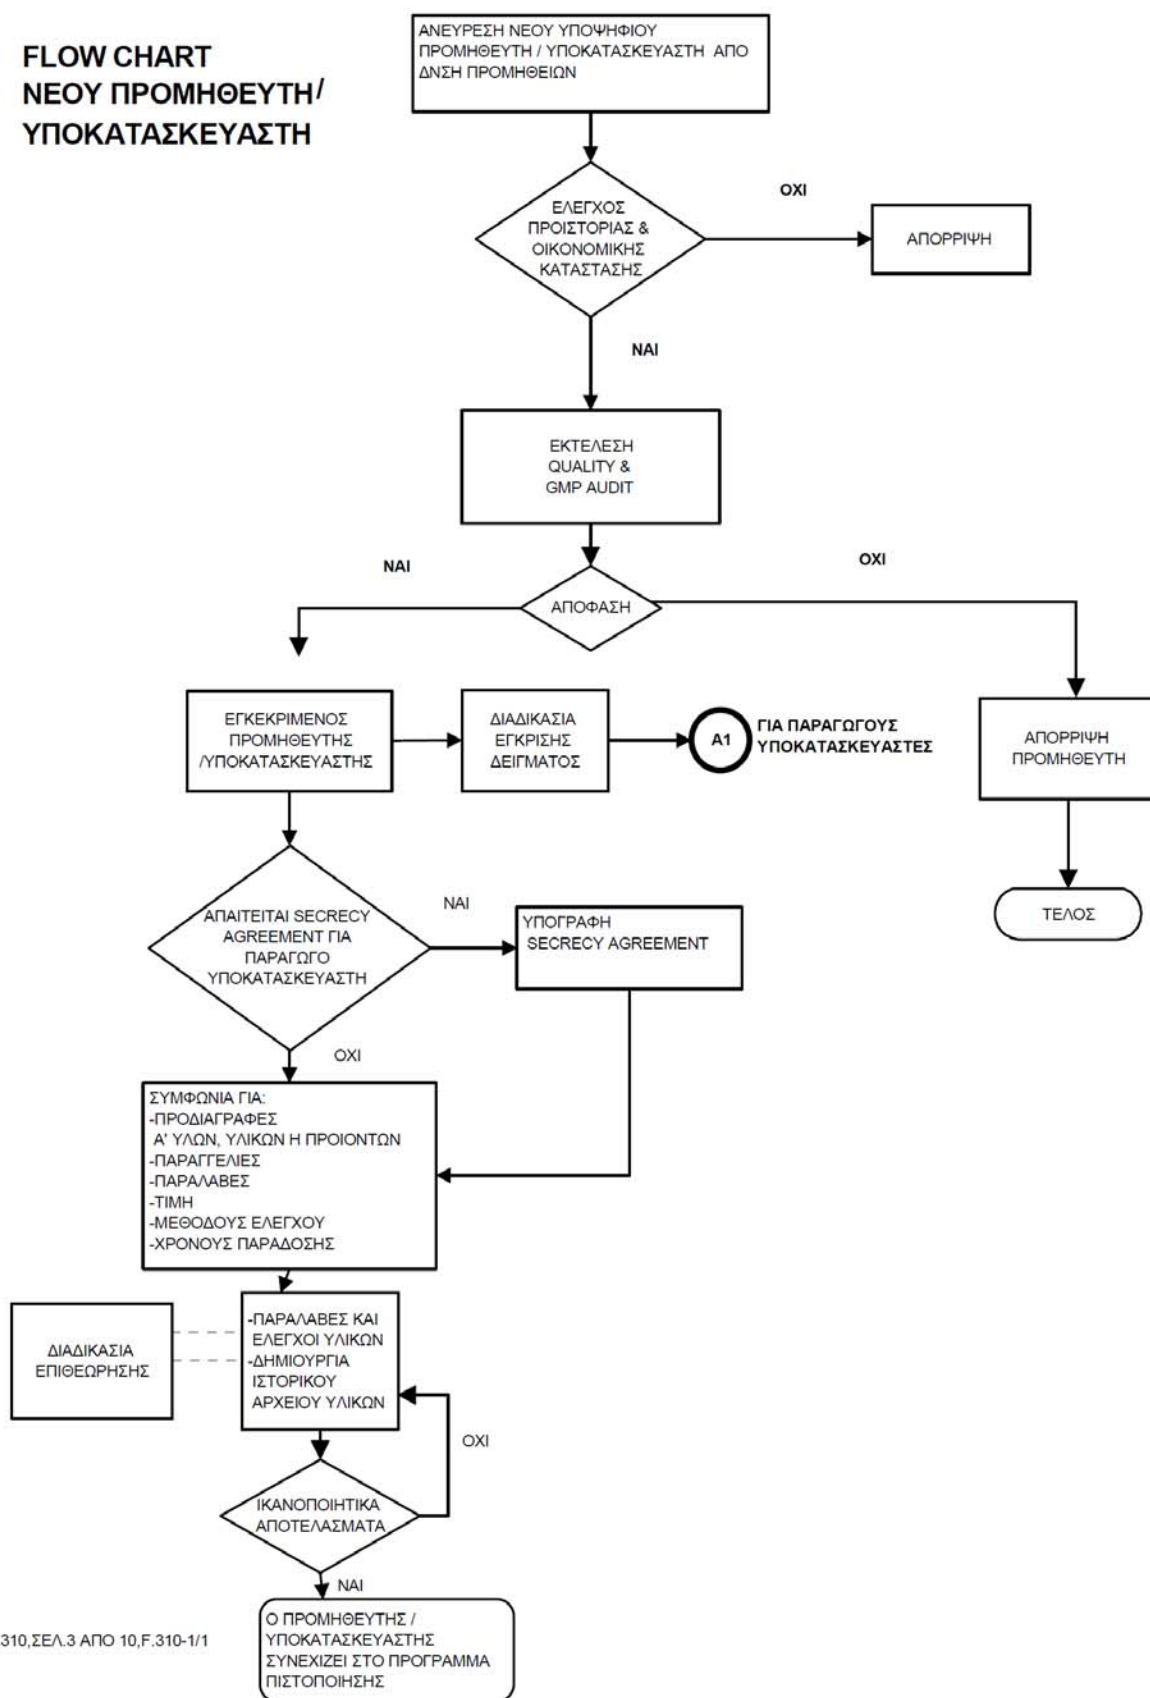 FLOW CHART
ΝΕΟΥ ΠΡΟΜΗΘΕΥΤΗ/
ΥΠΟΚΑΤΑΣΚΕΥΑΣΤΗ
ΑΝΕΥΡΕΣΗ ΝΕΟΥ ΥΠΟΨΗΦΙΟΥ
ΠΡΟΜΗΘΕΥΤΗ / ΥΠΟΚΑΤΑΣΚΕΥΑΣΤΗ ΑΠΟ
ΔΝΣΗ ΠΡΟΜΗΘΕΙΩΝ
ΕΛΕΓΧΟΣ
ΠΡΟΙΣΤΟΡΙΑΣ &
ΟΙΚΟΝΟΜΙΚΗΣ
ΚΑΤΑΣΤΑΣΗΣ
ΟΧΙ
ΑΠΟΡΡΙΨΗ
ΝΑΙ
ΕΚΤΕΛΕΣΗ
QUALITY &
GMP AUDIT
ΝΑΙ
ΟΧΙ
ΑΠΟΦΑΣΗ
ΕΓΚΕΚΡΙΜΕΝΟΣ
ΠΡΟΜΗΘΕΥΤΗΣ
/ΥΠΟΚΑΤΑΣΚΕΥΑΣΤΗΣ
ΔΙΑΔΙΚΑΣΙΑ
ΕΓΚΡΙΣΗΣ
ΔΕΙΓΜΑΤΟΣ
A1
ΓΙΑ ΠΑΡΑΓΩΓΟΥΣ
ΥΠΟΚΑΤΑΣΚΕΥΑΣΤΕΣ
ΑΠΟΡΡΙΨΗ
ΠΡΟΜΗΘΕΥΤΗ
ΤΕΛΟΣ
ΑΠΑΙΤΕΙΤΑΙ SECRECY
AGREEMENT ΓΙΑ
ΠΑΡΑΓΩΓΟ
ΥΠΟΚΑΤΑΣΚΕΥΑΣΤΗ
ΝΑΙ
ΥΠΟΓΡΑΦΗ
SECRECY AGREEMENT
ΟΧΙ
ΣΥΜΦΩΝΙΑ ΓΙΑ:
-ΠΡΟΔΙΑΓΡΑΦΕΣ
Α' ΥΛΩΝ, ΥΛΙΚΩΝ Η ΠΡΟΙΟΝΤΩΝ
-ΠΑΡΑΓΓΕΛΙΕΣ
-ΠΑΡΑΛΑΒΕΣ
-ΤΙΜΗ
-ΜΕΘΟΔΟΥΣ ΕΛΕΓΧΟΥ
-ΧΡΟΝΟΥΣ ΠΑΡΑΔΟΣΗΣ
ΔΙΑΔΙΚΑΣΙΑ
ΕΠΙΘΕΩΡΗΣΗΣ
-ΠΑΡΑΛΑΒΕΣ ΚΑΙ
ΕΛΕΓΧΟΙ ΥΛΙΚΩΝ
-ΔΗΜΙΟΥΡΓΙΑ
ΙΣΤΟΡΙΚΟΥ
ΑΡΧΕΙΟΥ ΥΛΙΚΩΝ
ΟΧΙ
ΙΚΑΝΟΠΟΙΗΤΙΚΑ
ΑΠΟΤΕΛΑΣΜΑΤΑ
ΝΑΙ
Ο ΠΡΟΜΗΘΕΥΤΗΣ /
ΥΠΟΚΑΤΑΣΚΕΥΑΣΤΗΣ
ΣΥΝΕΧΙΖΕΙ ΣΤΟ ΠΡΟΓΡΑΜΜΑ
ΠΙΣΤΟΠΟΙΗΣΗΣ
310,ΣΕΛ.3 ΑΠΟ 10,F.310-1/1